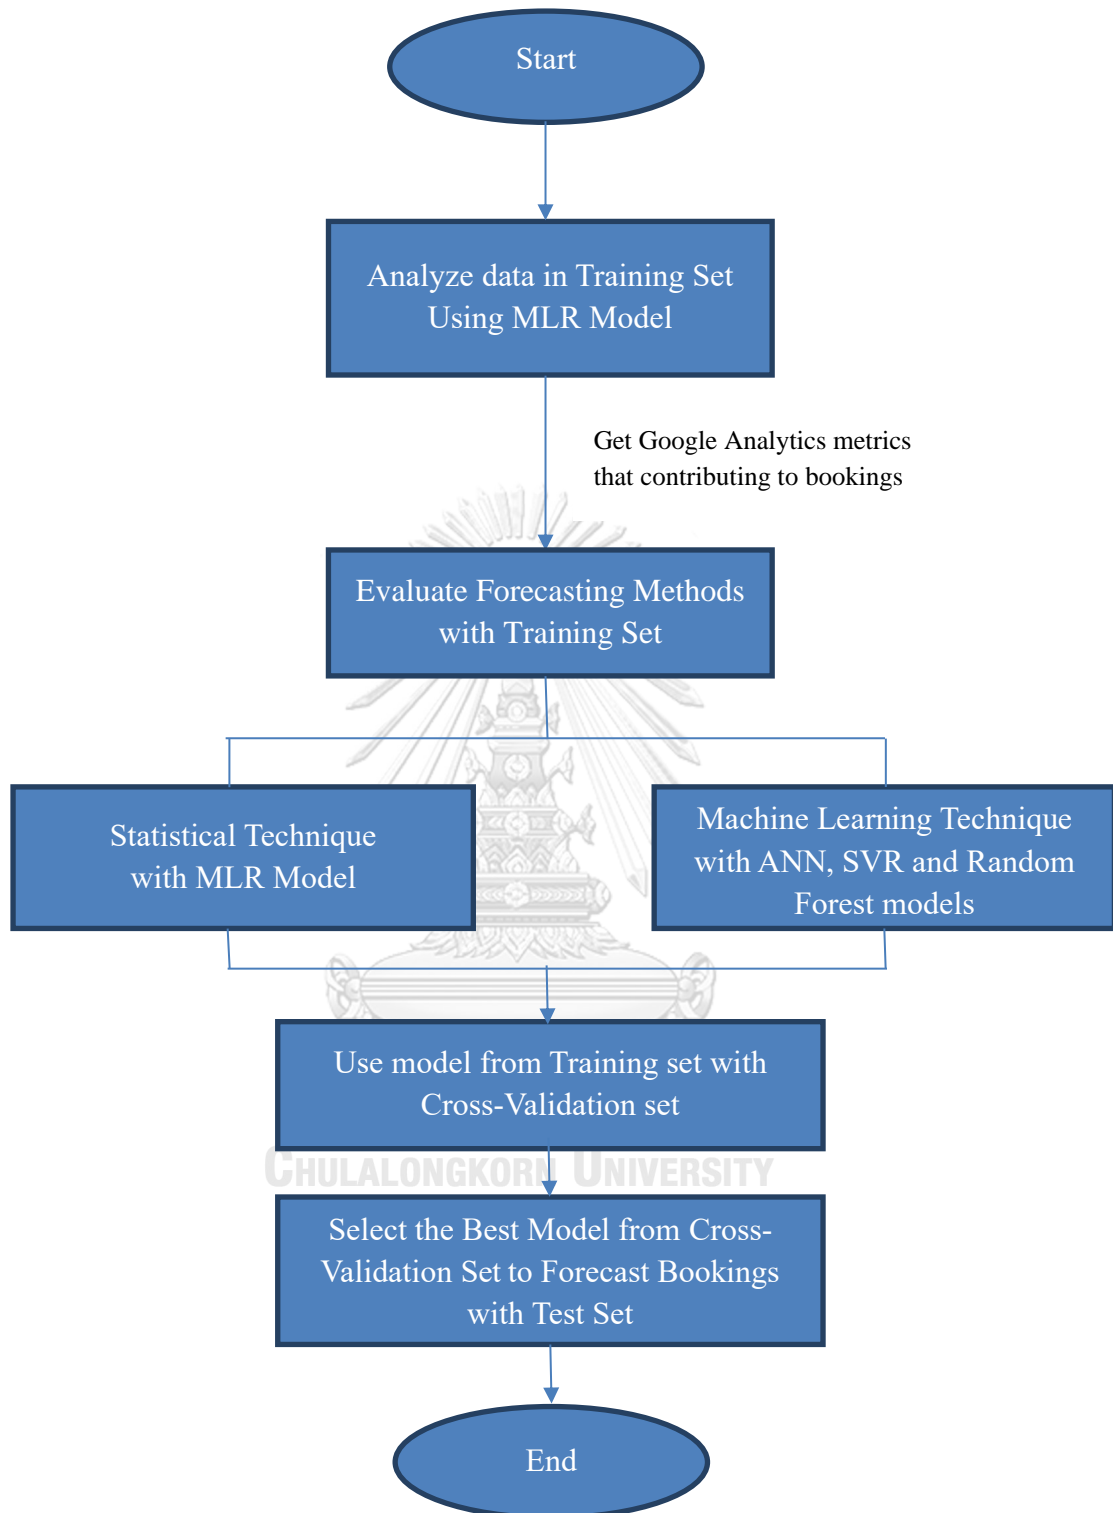 Start
Analyze data in Training Set
Using MLR Model
Get Google Analytics metrics
that contributing to bookings
Evaluate Forecasting Methods
with Training Set
Statistical Technique
with MLR Model
Machine Learning Technique
with ANN, SVR and Random
Forest models
Use model from Training set with
Cross-Validation set
CHULALONGKORN UNIVERSITY
Select the Best Model from Cross-
Validation Set to Forecast Bookings
with Test Set
End